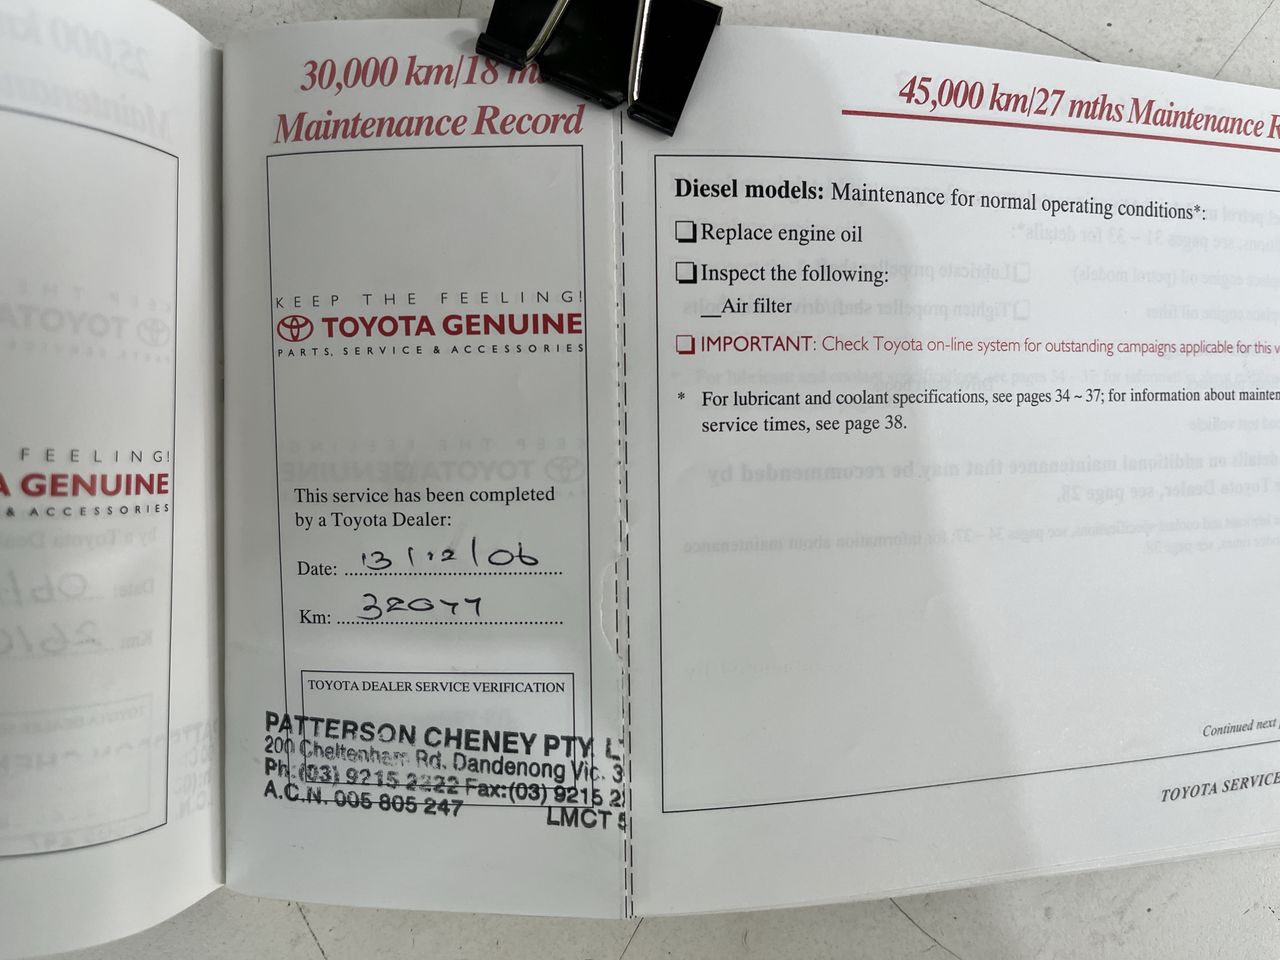 FEELING!
A GENUINE
& ACCESSORIES
30,000 km/18 m
Maintenance Record
KEEP THE FEELING!
TOYOTA GENUINE
PARTS, SERVICE & ACCESSORIES
This service has been completed
by a Toyota Dealer:
Date: 13/12/06
Km: 32077
TOYOTA DEALER SERVICE VERIFICATION
PATTERSON CHENEY PTY L
200 Cheltenham Rd. Dandenong Vic. 3
Ph: (03) 9215 2222 Fax: (03) 9215 2
A.C.N. 005 805 247
LMCT 5
45,000 km/27 mths Maintenance R
Diesel models: Maintenance for normal operating conditions*:
❏ Replace engine oil
❏ Inspect the following:
__Air filter
❏ IMPORTANT: Check Toyota on-line system for outstanding campaigns applicable for this v
* For lubricant and coolant specifications, see pages 34 ~ 37; for information about mainten
service times, see page 38.
Continued next
TOYOTA SERVICE